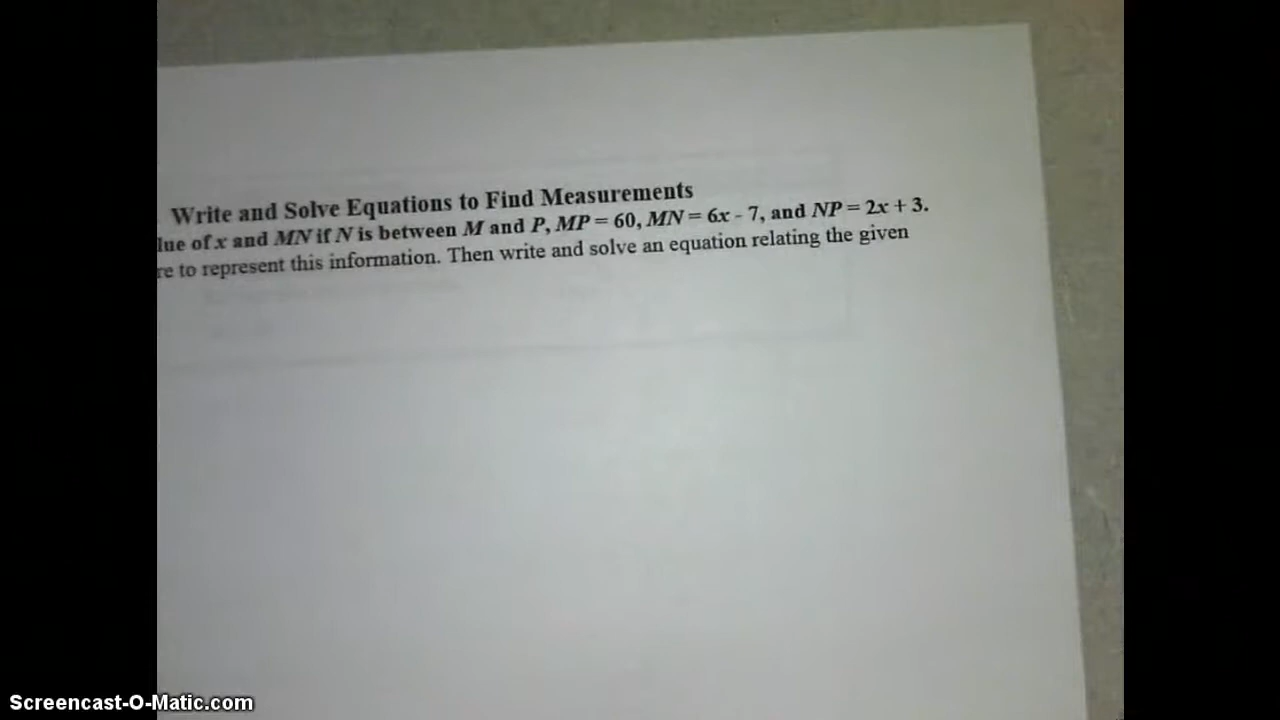 Write and Solve Equations to Find Measurements
lue of x and MN if N is between M and P, MP = 60, MN = 6x - 7, and NP = 2x + 3.
re to represent this information. Then write and solve an equation relating the given
Screencast-O-Matic.com